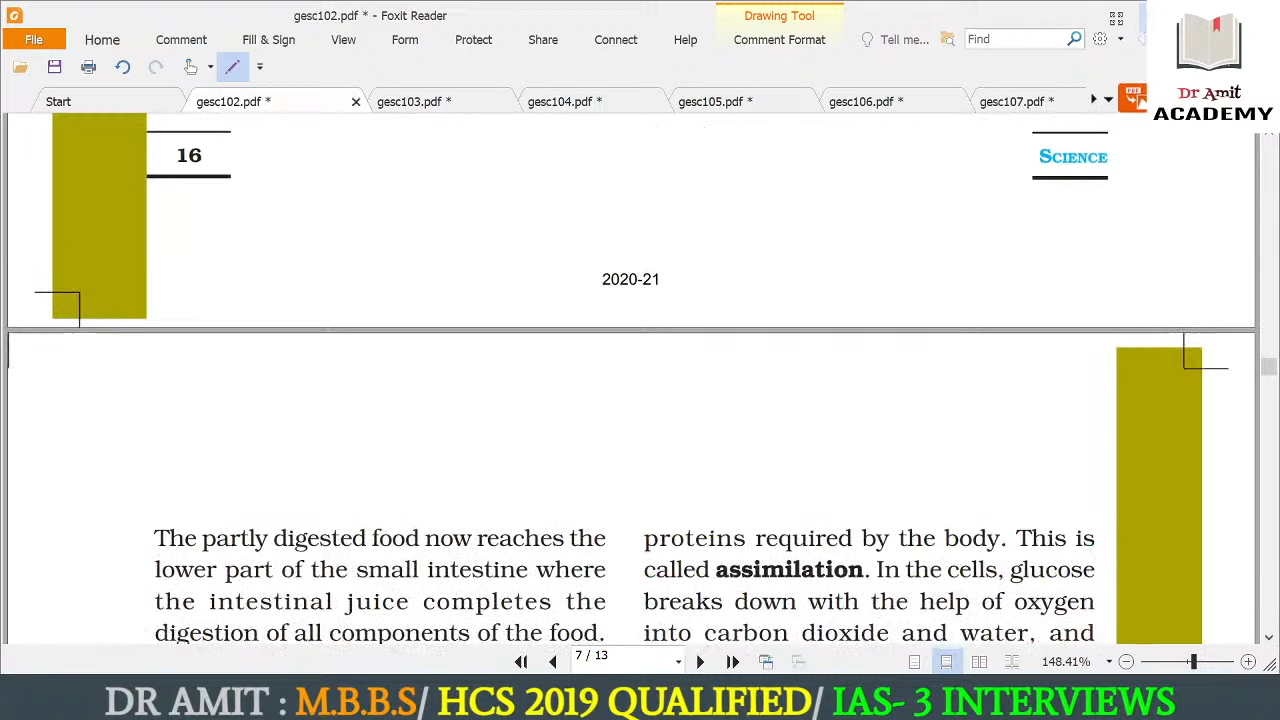 gesc102.pdf * - Foxit Reader
Drawing Tool
File Home Comment Fill & Sign View Form Protect Share Connect Help Comment Format Tell me... Find
Start gesc102.pdf * gesc103.pdf * gesc104.pdf * gesc105.pdf * gesc106.pdf * gesc107.pdf *
PDF
Dr Amit
ACADEMY
16
SCIENCE
2020-21
The partly digested food now reaches the
lower part of the small intestine where
the intestinal juice completes the
digestion of all components of the food.
proteins required by the body. This is
called assimilation. In the cells, glucose
breaks down with the help of oxygen
into carbon dioxide and water, and
7 / 13
148.41%
DR AMIT : M.B.B.S/ HCS 2019 QUALIFIED/ IAS- 3 INTERVIEWS